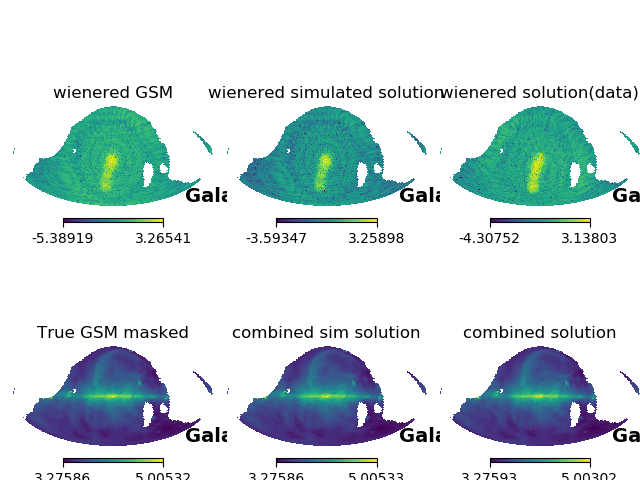 wienered GSM
wienered simulated solution
wienered solution(data)
Gala
Gala
Ga
-5.38919 3.26541
-3.59347 3.25898
-4.30752 3.13803
True GSM masked
combined sim solution
combined solution
Gala
Gala
Ga
3.27586 5.00532
3.27586 5.00533
3.27593 5.00302